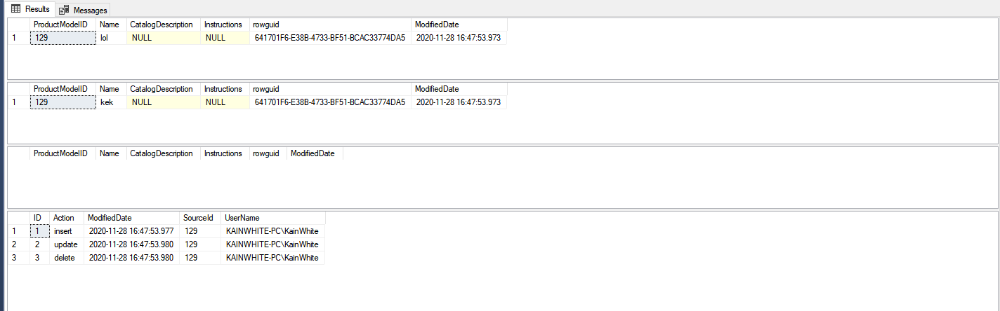 Results Messages
ProductModelID Name CatalogDescription Instructions rowguid ModifiedDate
1 129 lol NULL NULL 641701F6-E38B-4733-BF51-BCAC33774DA5 2020-11-28 16:47:53.973
ProductModelID Name CatalogDescription Instructions rowguid ModifiedDate
1 129 kek NULL NULL 641701F6-E38B-4733-BF51-BCAC33774DA5 2020-11-28 16:47:53.973
ProductModelID Name CatalogDescription Instructions rowguid ModifiedDate
ID Action ModifiedDate SourceId UserName
1 1 insert 2020-11-28 16:47:53.977 129 KAINWHITE-PC\KainWhite
2 2 update 2020-11-28 16:47:53.980 129 KAINWHITE-PC\KainWhite
3 3 delete 2020-11-28 16:47:53.980 129 KAINWHITE-PC\KainWhite